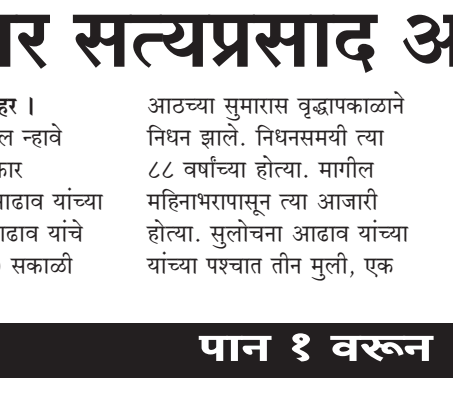 र सत्यप्रसाद अ
हर ।
ल न्हावे
कार
ाढाव यांच्या
ाढाव यांचे
सकाळी
आठच्या सुमारास वृद्धापकाळाने
निधन झाले. निधनसमयी त्या
८८ वर्षांच्या होत्या. मागील
महिनाभरापासून त्या आजारी
होत्या. सुलोचना आढाव यांच्या
यांच्या पश्चात तीन मुली, एक
पान १ वरून